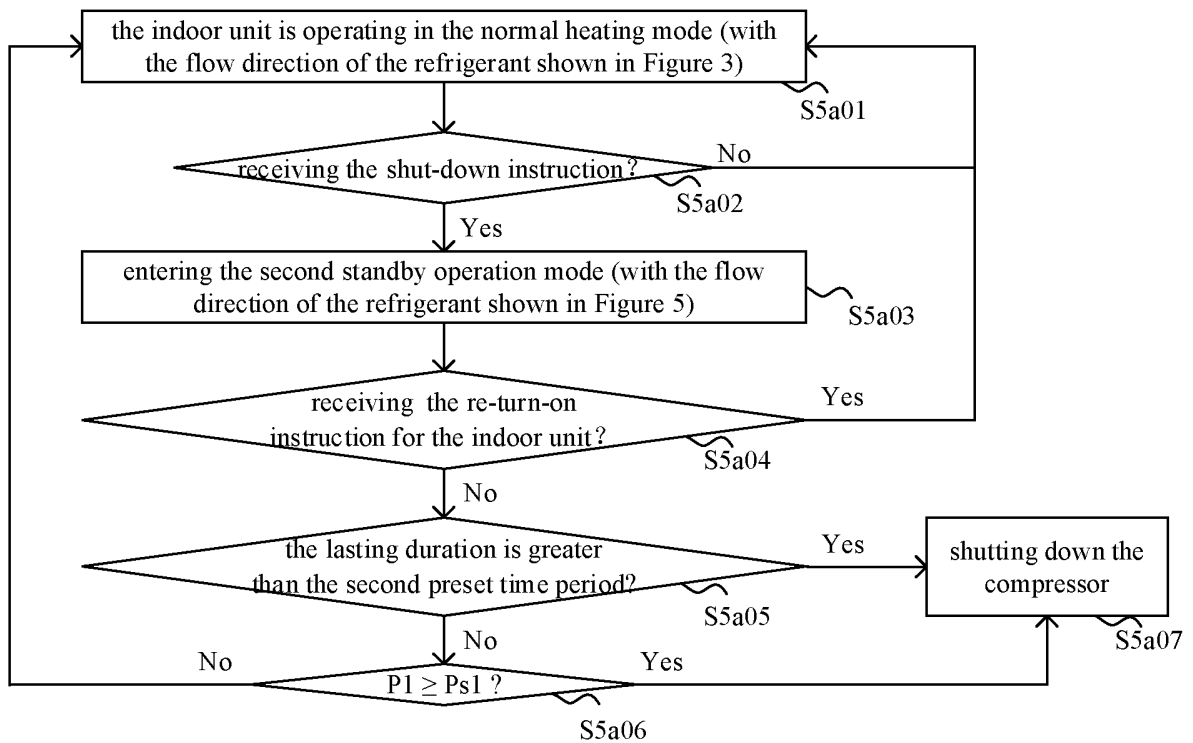 the indoor unit is operating in the normal heating mode (with
the flow direction of the refrigerant shown in Figure 3)
S5a01
receiving the shut-down instruction?
No
S5a02
Yes
entering the second standby operation mode (with the flow
direction of the refrigerant shown in Figure 5)
S5a03
receiving the re-turn-on
instruction for the indoor unit?
Yes
S5a04
No
the lasting duration is greater
than the second preset time period?
Yes
S5a05
shutting down the
compressor
S5a07
No
No
P1 ≥ Ps1 ?
Yes
S5a06